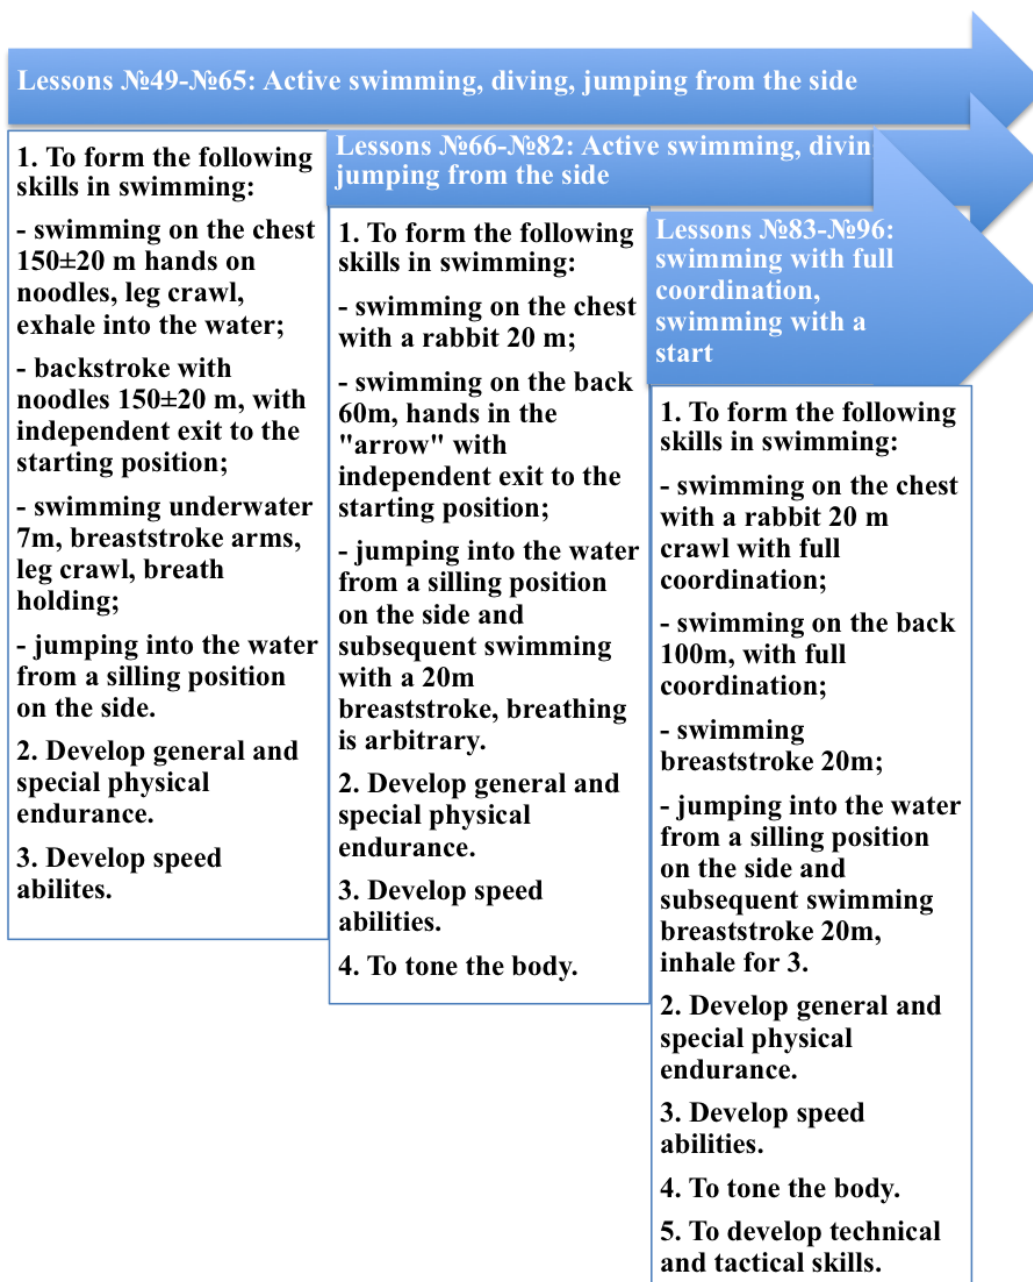 Lessons №49-№65: Active swimming, diving, jumping from the side
1. To form the following
skills in swimming:
- swimming on the chest
150±20 m hands on
noodles, leg crawl,
exhale into the water;
- backstroke with
noodles 150±20 m, with
independent exit to the
starting position;
- swimming underwater
7m, breaststroke arms,
leg crawl, breath
holding;
- jumping into the water
from a silling position
on the side.
2. Develop general and
special physical
endurance.
3. Develop speed
abilites.
Lessons №66-№82: Active swimming, divin
jumping from the side
1. To form the following
skills in swimming:
- swimming on the chest
with a rabbit 20 m;
- swimming on the back
60m, hands in the
"arrow" with
independent exit to the
starting position;
- jumping into the water
from a silling position
on the side and
subsequent swimming
with a 20m
breaststroke, breathing
is arbitrary.
2. Develop general and
special physical
endurance.
3. Develop speed
abilities.
4. To tone the body.
Lessons №83-№96:
swimming with full
coordination,
swimming with a
start
1. To form the following
skills in swimming:
- swimming on the chest
with a rabbit 20 m
crawl with full
coordination;
- swimming on the back
100m, with full
coordination;
- swimming
breaststroke 20m;
- jumping into the water
from a silling position
on the side and
subsequent swimming
breaststroke 20m,
inhale for 3.
2. Develop general and
special physical
endurance.
3. Develop speed
abilities.
4. To tone the body.
5. To develop technical
and tactical skills.